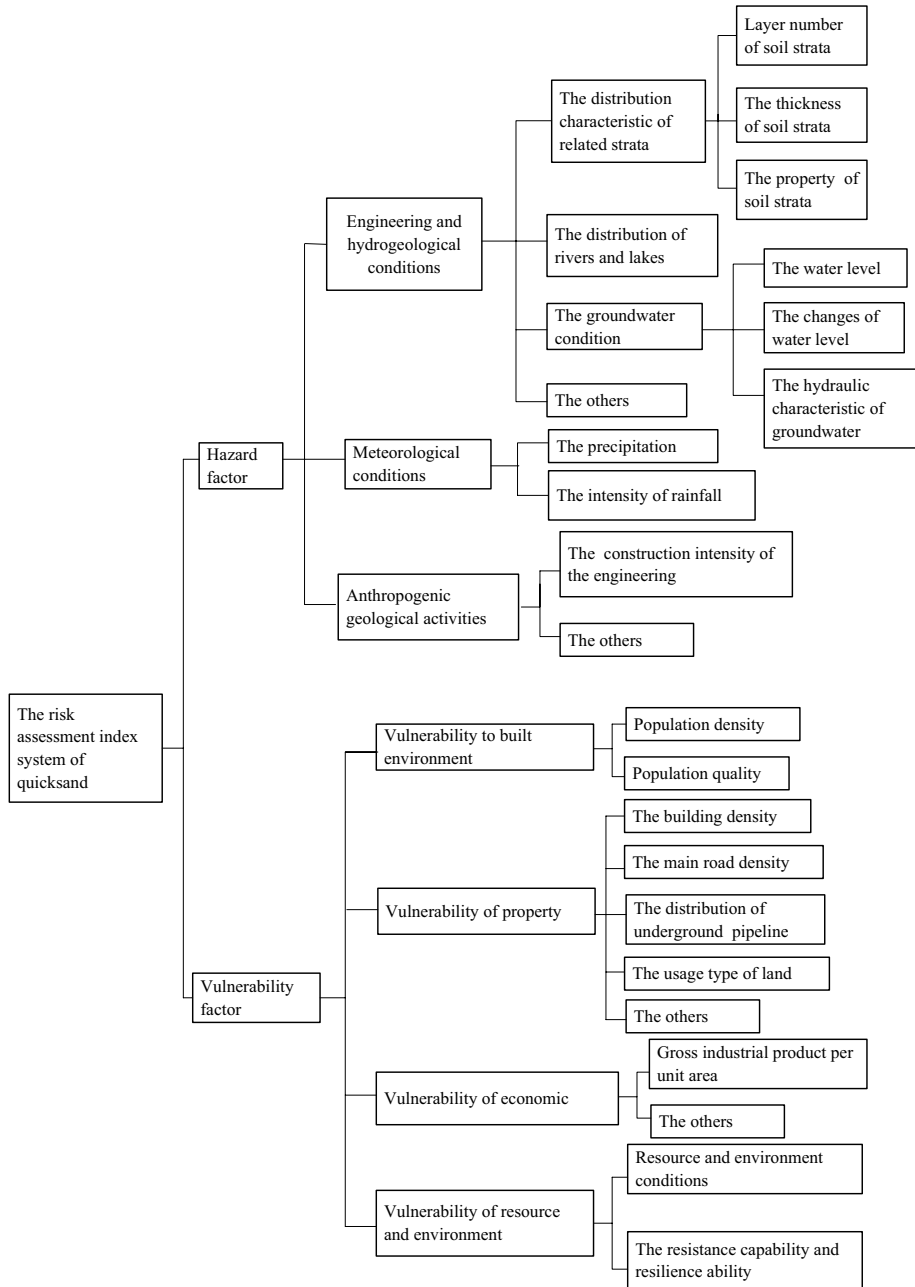 The risk
assessment index
system of
quicksand
Hazard
factor
Engineering and
hydrogeological
conditions
The distribution
characteristic of
related strata
Layer number
of soil strata
The thickness
of soil strata
The property of
soil strata
The distribution of
rivers and lakes
The groundwater
condition
The water level
The changes of
water level
The hydraulic
characteristic of
groundwater
The others
Meteorological
conditions
The precipitation
The intensity of rainfall
Anthropogenic
geological activities
The construction intensity of
the engineering
The others
Vulnerability
factor
Vulnerability to built
environment
Population density
Population quality
Vulnerability of property
The building density
The main road density
The distribution of
underground pipeline
The usage type of land
The others
Vulnerability of economic
Gross industrial product per
unit area
The others
Vulnerability of resource
and environment
Resource and environment
conditions
The resistance capability and
resilience ability